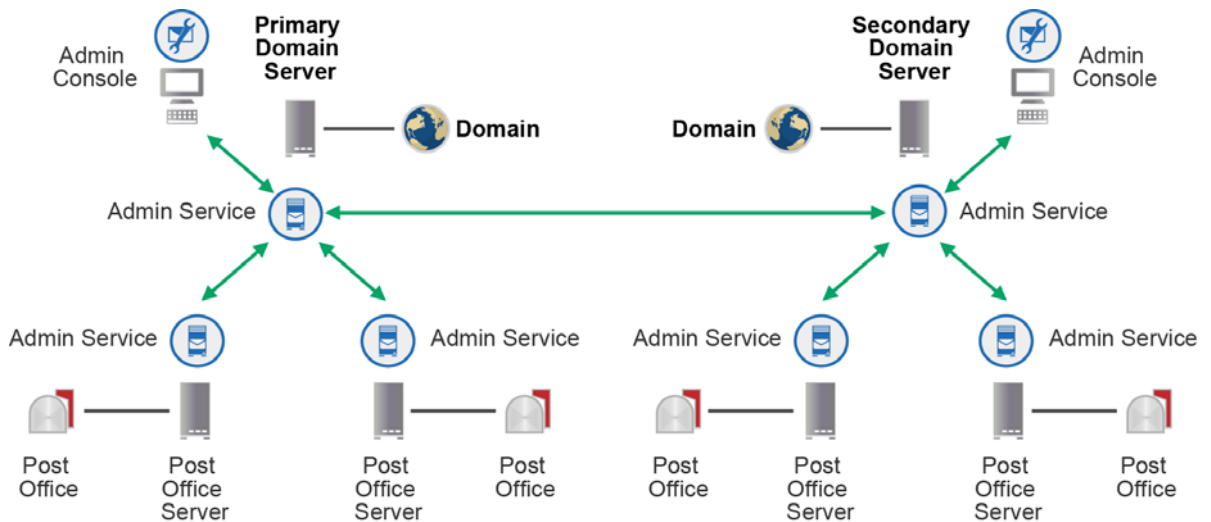 Admin
Console
Primary
Domain
Server
Domain
Domain
Secondary
Domain
Server
Admin
Console
Admin Service
Admin Service
Admin Service
Admin Service
Admin Service
Admin Service
Post
Office
Post
Office
Server
Post
Office
Server
Post
Office
Post
Office
Post
Office
Server
Post
Office
Server
Post
Office